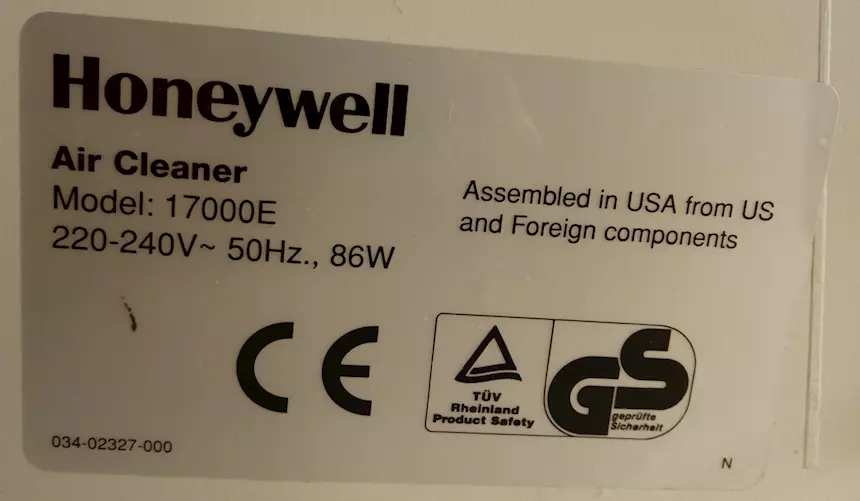 Honeywell
Air Cleaner
Model: 17000E
220-240V~ 50Hz., 86W
Assembled in USA from US
and Foreign components
CE
TÜV
Rheinland
Product Safety
GS
geprüfte
Sicherheit
034-02327-000
N